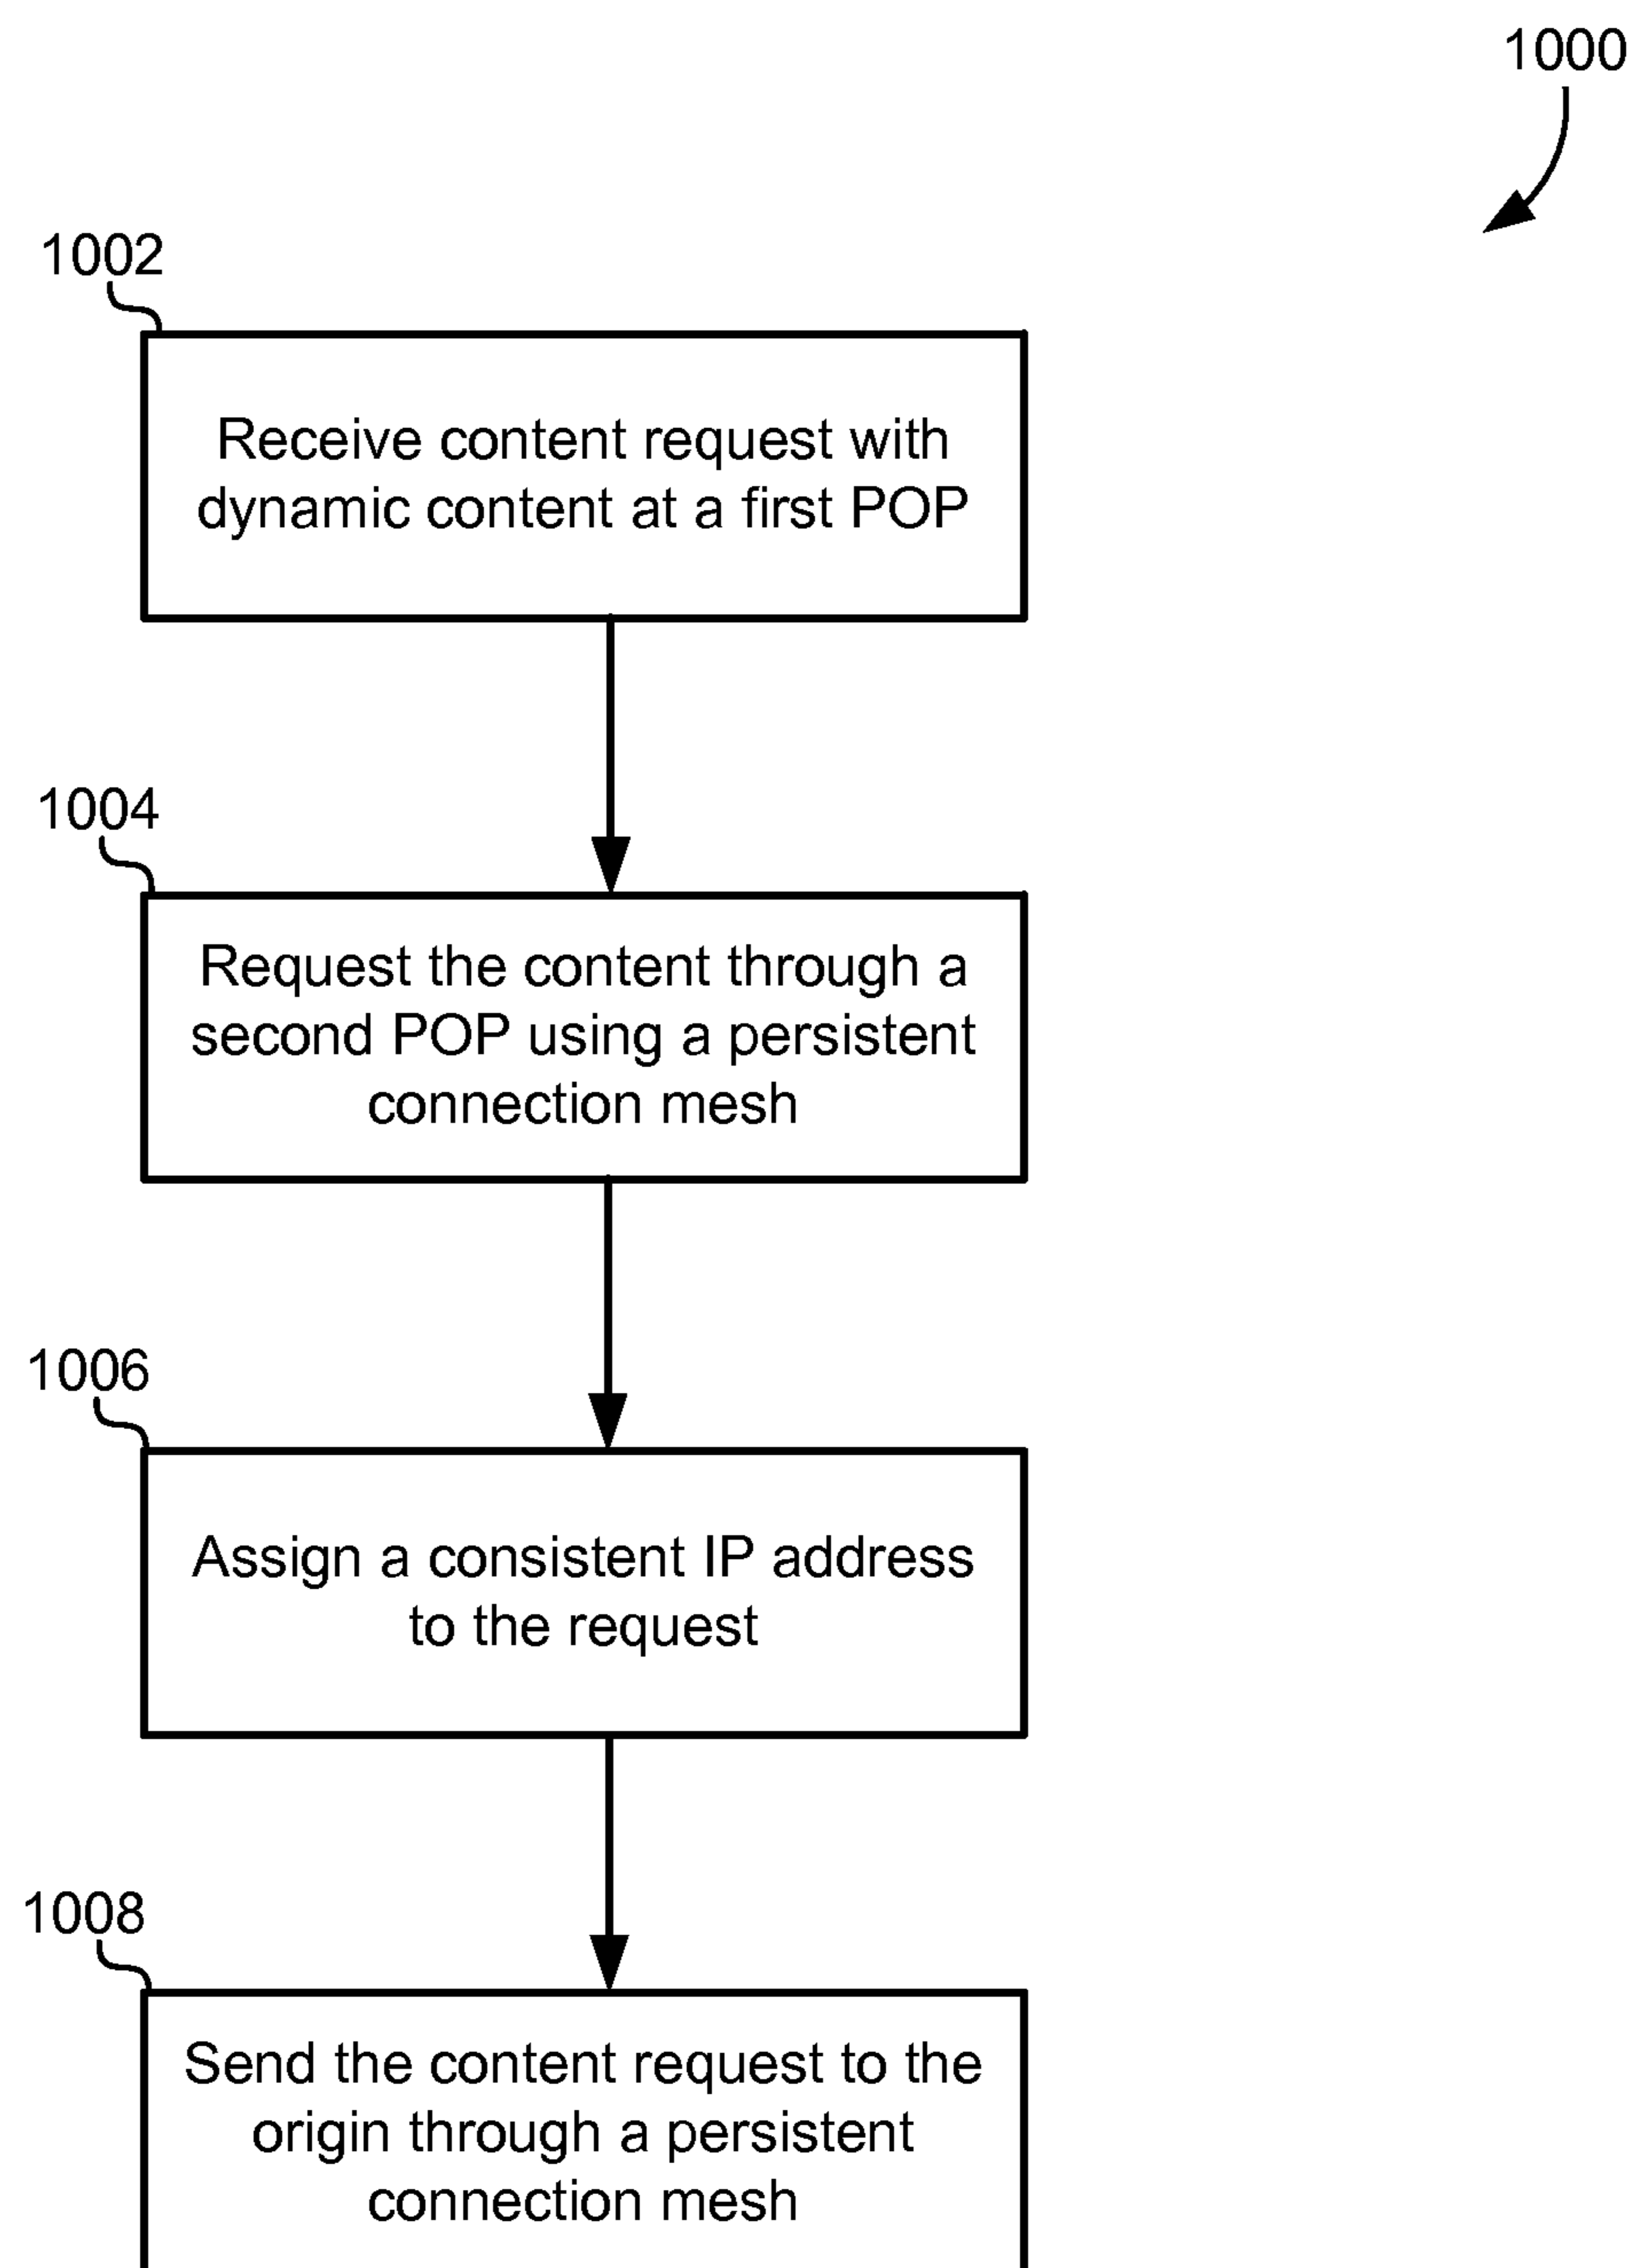 1000
1002
Receive content request with
dynamic content at a first POP
1004
Request the content through a
second POP using a persistent
connection mesh
1006
Assign a consistent IP address
to the request
1008
Send the content request to the
origin through a persistent
connection mesh